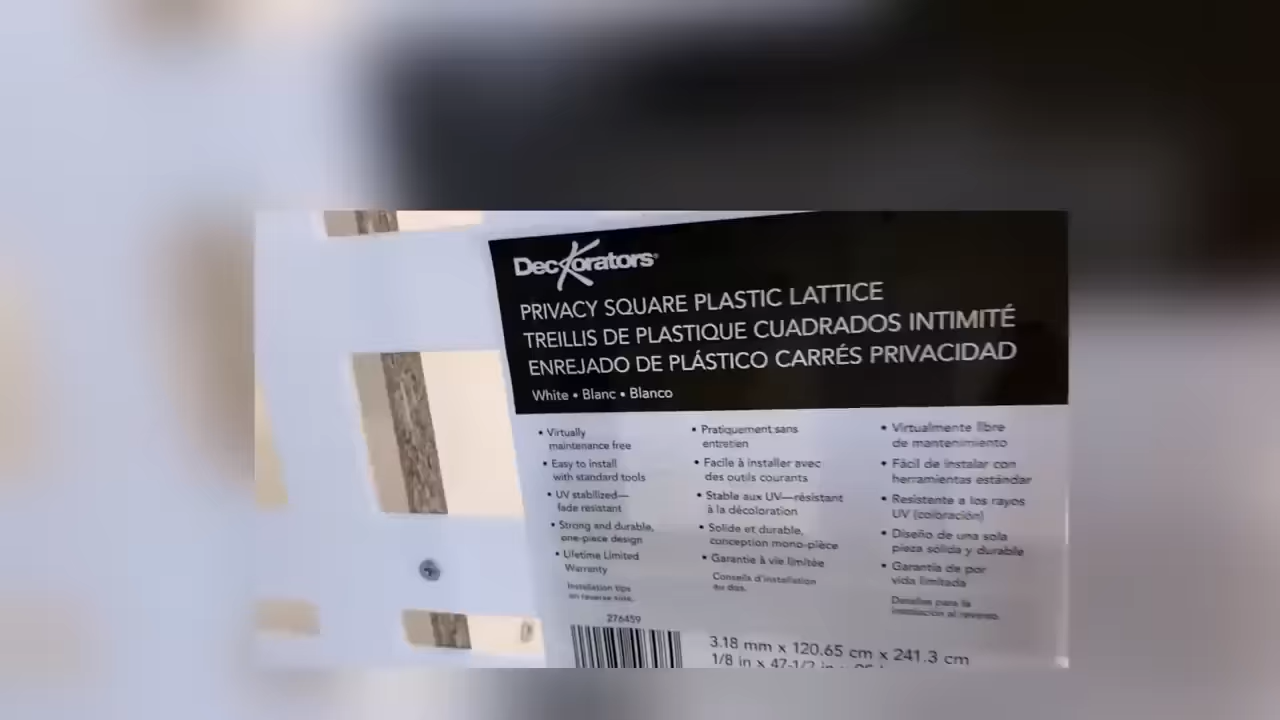 Deckorators®
PRIVACY SQUARE PLASTIC LATTICE
TREILLIS DE PLASTIQUE CUADRADOS INTIMITÉ
ENREJADO DE PLÁSTICO CARRÉS PRIVACIDAD
White • Blanc • Blanco
• Virtually
maintenance free
• Easy to install
with standard tools
• UV stabilized—
fade resistant
• Strong and durable,
one-piece design
• Lifetime Limited
Warranty
Installation tips
on reverse side.
• Pratiquement sans
entretien
• Facile à installer avec
des outils courants
• Stable aux UV—résistant
à la décoloration
• Solide et durable,
conception mono-pièce
• Garantie à vie limitée
Conseils d'installation
au dos.
• Virtualmente libre
de mantenimiento
• Fácil de instalar con
herramientas estándar
• Resistente a los rayos
UV (coloración)
• Diseño de una sola
pieza sólida y durable
• Garantía de por
vida limitada
Detalles para la
instalación al reverso.
276459
3.18 mm x 120.65 cm x 241.3 cm
1/8 in x 47-1/2 in x